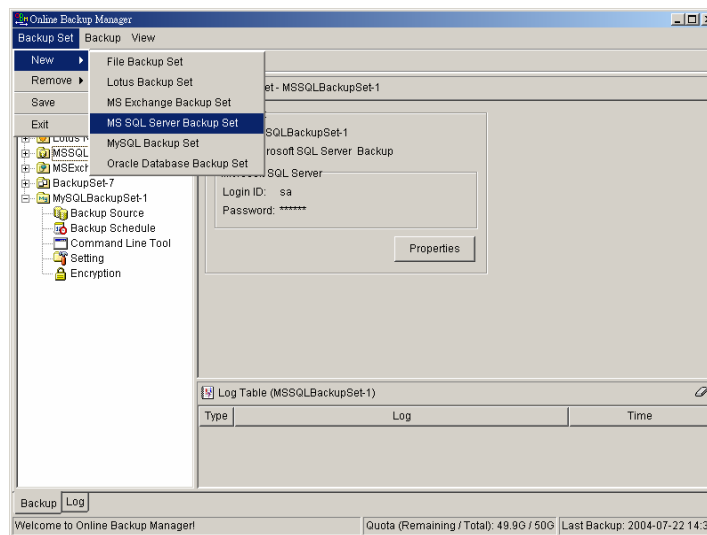 Online Backup Manager
Backup Set Backup View
New
Remove
Save
Exit
File Backup Set
Lotus Backup Set
MS Exchange Backup Set
MS SQL Server Backup Set
MySQL Backup Set
Oracle Database Backup Set
et - MSSQLBackupSet-1
SQLBackupSet-1
rosoft SQL Server Backup
Microsoft SQL Server
Login ID: sa
Password: ******
Properties
Lotus N
MSSQL
MSExch
BackupSet-7
MySQLBackupSet-1
Backup Source
Backup Schedule
Command Line Tool
Setting
Encryption
Log Table (MSSQLBackupSet-1)
Type Log Time
Backup Log
Welcome to Online Backup Manager! Quota (Remaining / Total): 49.9G / 50G Last Backup: 2004-07-22 14:3